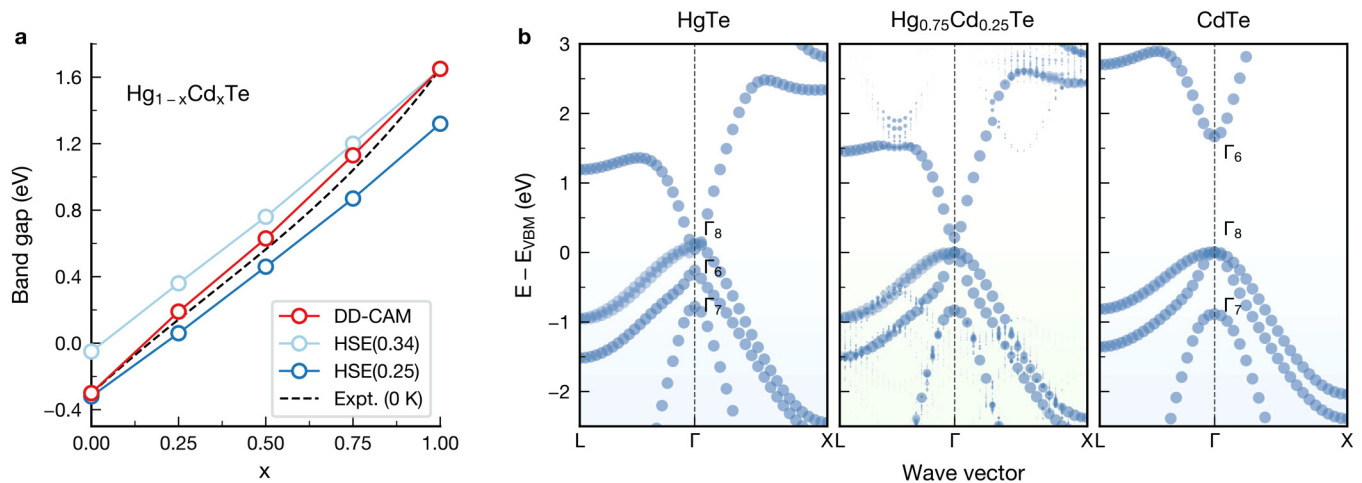 a
Band gap (eV)
1.6
1.2
0.8
0.4
0.0
−0.4
0.00
0.25
0.50
0.75
1.00
x
Hg₁₋ₓCdₓTe
DD-CAM
HSE(0.34)
HSE(0.25)
Expt. (0 K)
b
HgTe
Hg₀.₇₅Cd₀.₂₅Te
CdTe
E − E_VBM (eV)
3
2
1
0
−1
−2
Γ₈
Γ₆
Γ₇
Γ₆
Γ₈
Γ₇
L
Γ
X
L
Γ
X
L
Γ
X
Wave vector